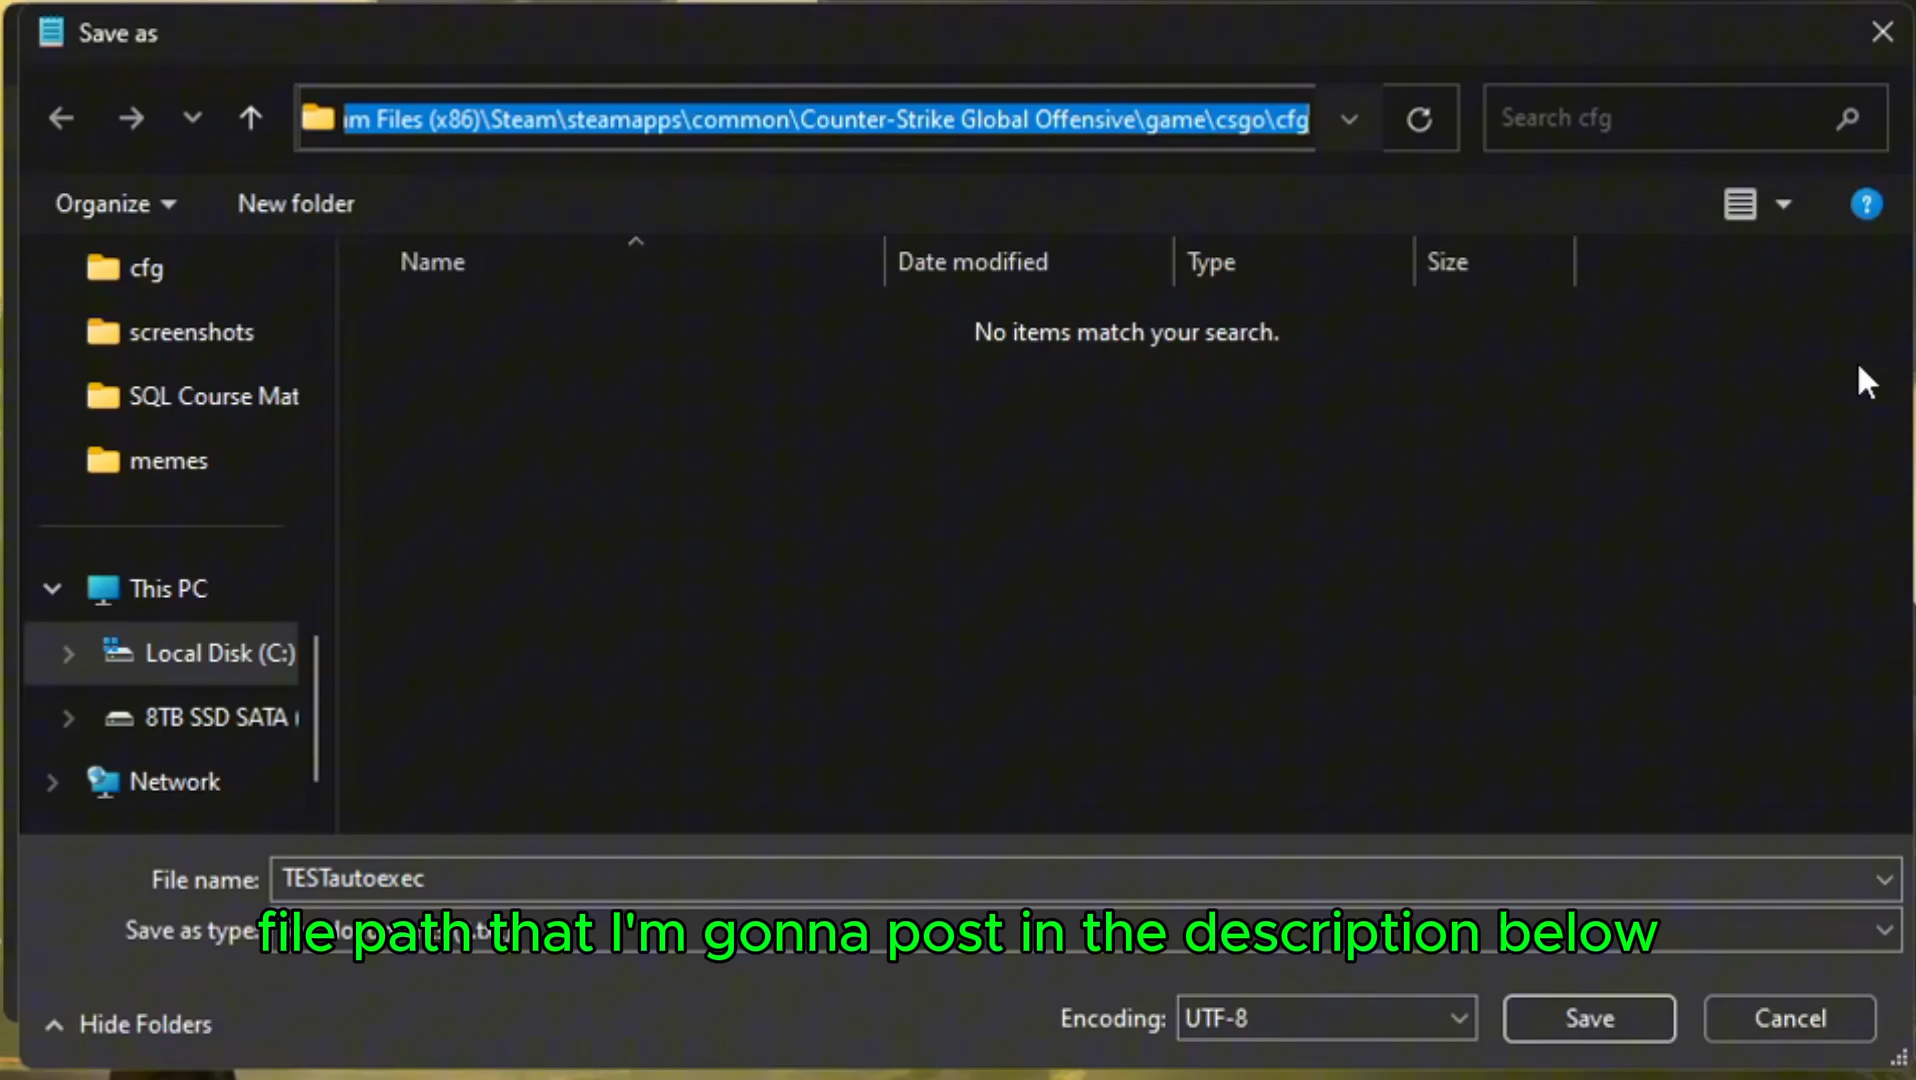 Save as
im Files (x86)\Steam\steamapps\common\Counter-Strike Global Offensive\game\csgo\cfg
Search cfg
Organize
New folder
?
Name
Date modified
Type
Size
cfg
screenshots
SQL Course Mat
memes
No items match your search.
This PC
Local Disk (C:)
8TB SSD SATA (
Network
File name:
TESTautoexec
Save as type:
file path that I'm gonna post in the description below
Hide Folders
Encoding:
UTF-8
Save
Cancel